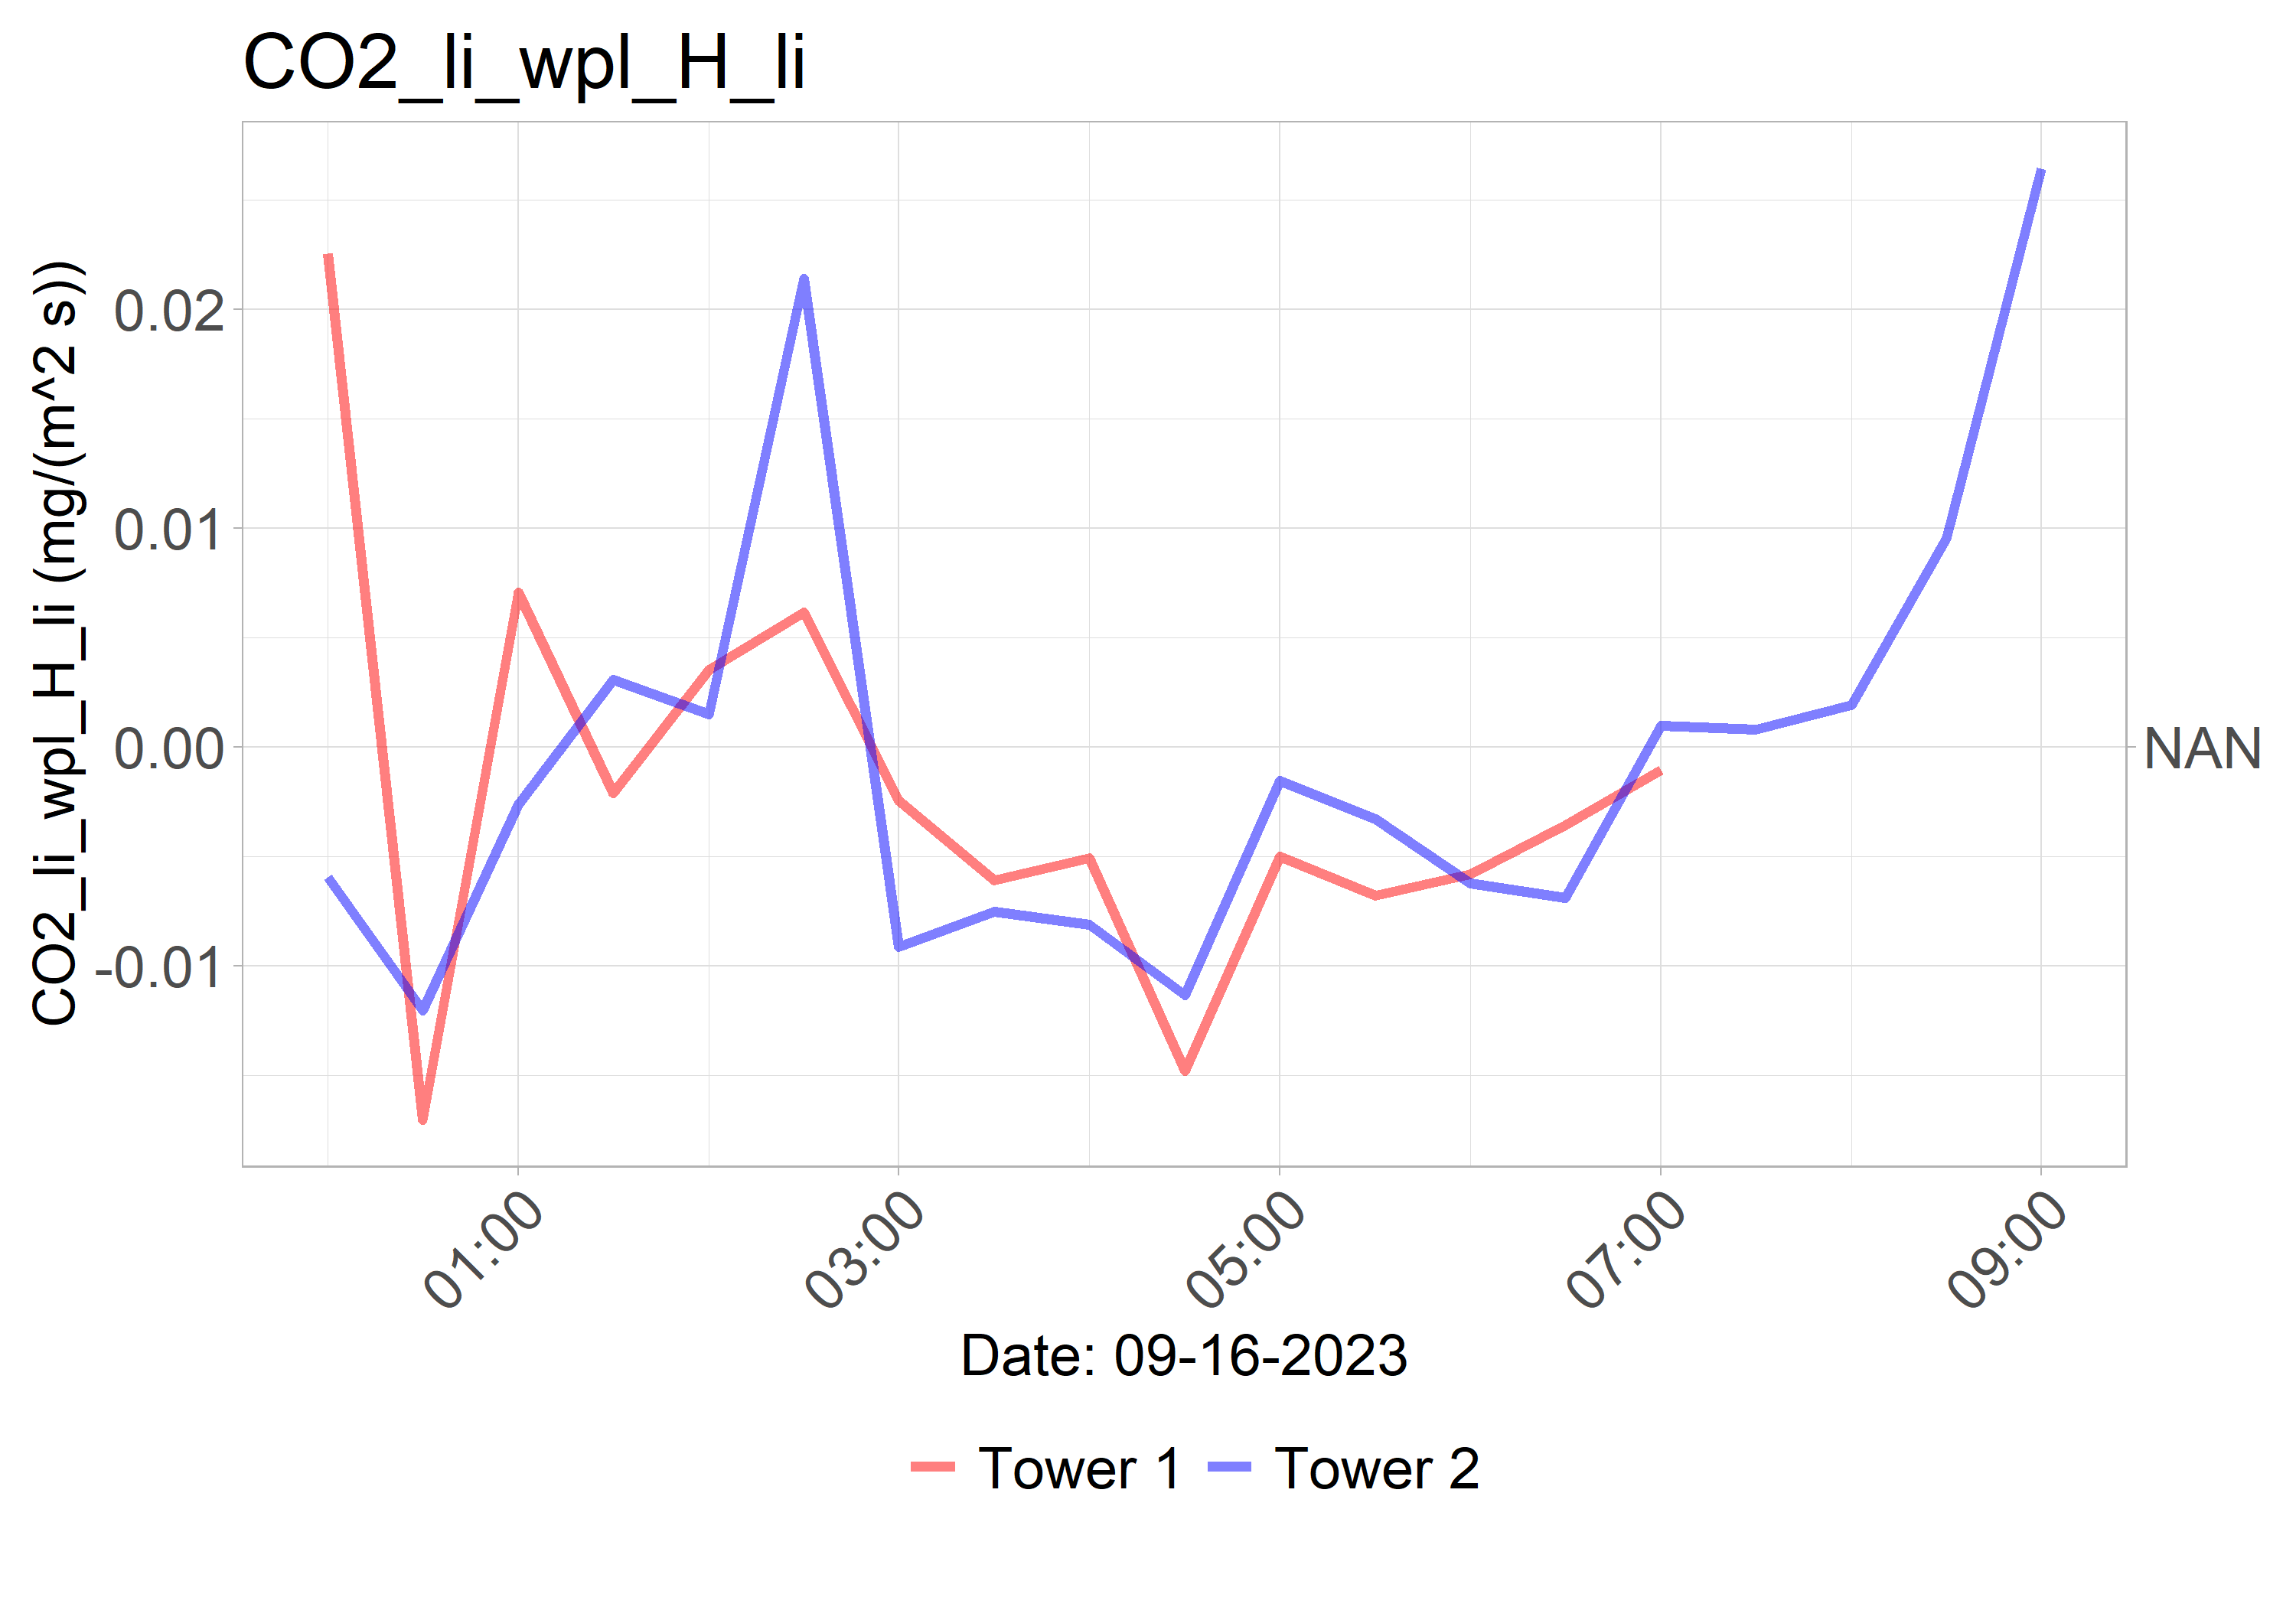 CO2_li_wpl_H_li
CO2_li_wpl_H_li (mg/(m^2 s))
0.02
0.01
0.00
-0.01
NAN
01:00
03:00
05:00
07:00
09:00
Date: 09-16-2023
Tower 1
Tower 2